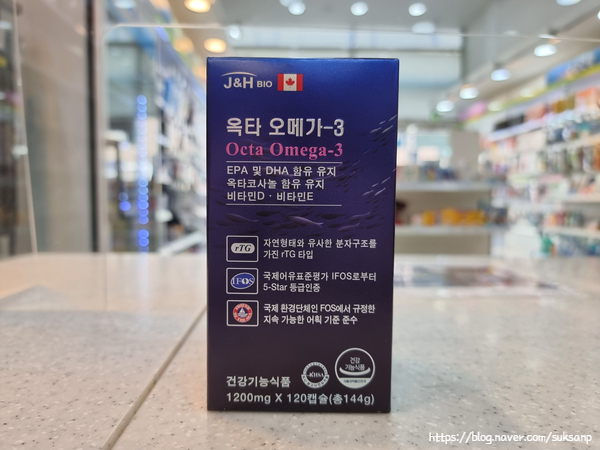 J&H BIO
옥타 오메가-3
Octa Omega-3
EPA 및 DHA 함유 유지
옥타코사놀 함유 유지
비타민D · 비타민E
rTG
자연형태와 유사한 분자구조를
가진 rTG 타입
IFOS
국제어유표준평가 IFOS로부터
5-Star 등급인증
국제 환경단체인 FOS에서 규정한
지속 가능한 어획 기준 준수
KHSA
건강
기능식품
건강기능식품
1200mg X 120캡슐(총144g)
https://blog.naver.com/suksanp